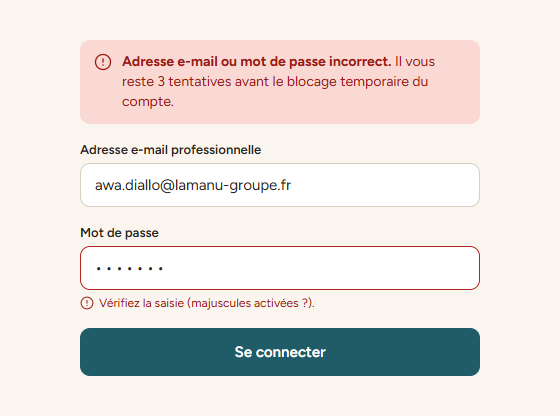 Adresse e-mail ou mot de passe incorrect. Il vous
reste 3 tentatives avant le blocage temporaire du
compte.
Adresse e-mail professionnelle
awa.diallo@lamanu-groupe.fr
Mot de passe
•••••••
Vérifiez la saisie (majuscules activées ?).
Se connecter